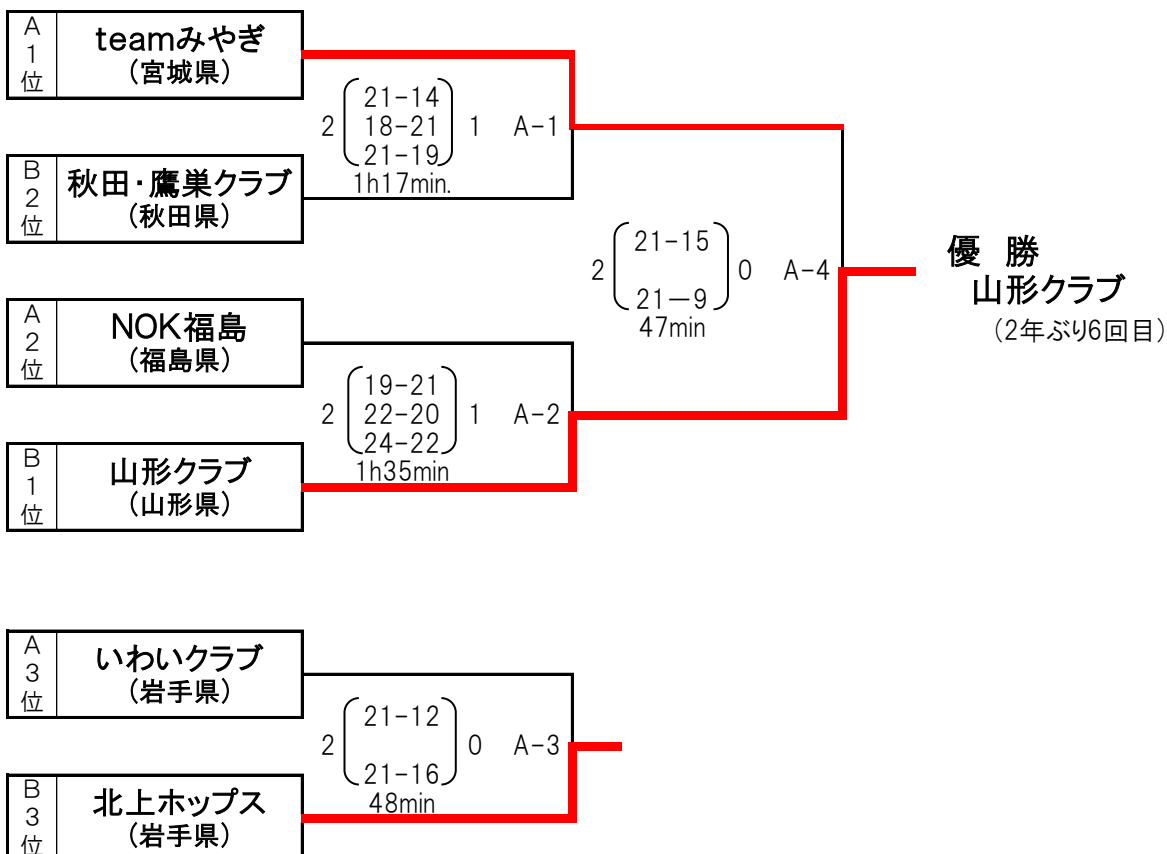 A
1
位
teamみやぎ
(宮城県)
21-14
2 18-21 1 A-1
21-19
1h17min.
B
2
位
秋田・鷹巣クラブ
(秋田県)
21-15
2 0 A-4
21-9
47min
優 勝
山形クラブ
(2年ぶり6回目)
A
2
位
NOK福島
(福島県)
19-21
2 22-20 1 A-2
24-22
1h35min
B
1
位
山形クラブ
(山形県)
A
3
位
いわいクラブ
(岩手県)
21-12
2 0 A-3
21-16
48min
B
3
位
北上ホップス
(岩手県)